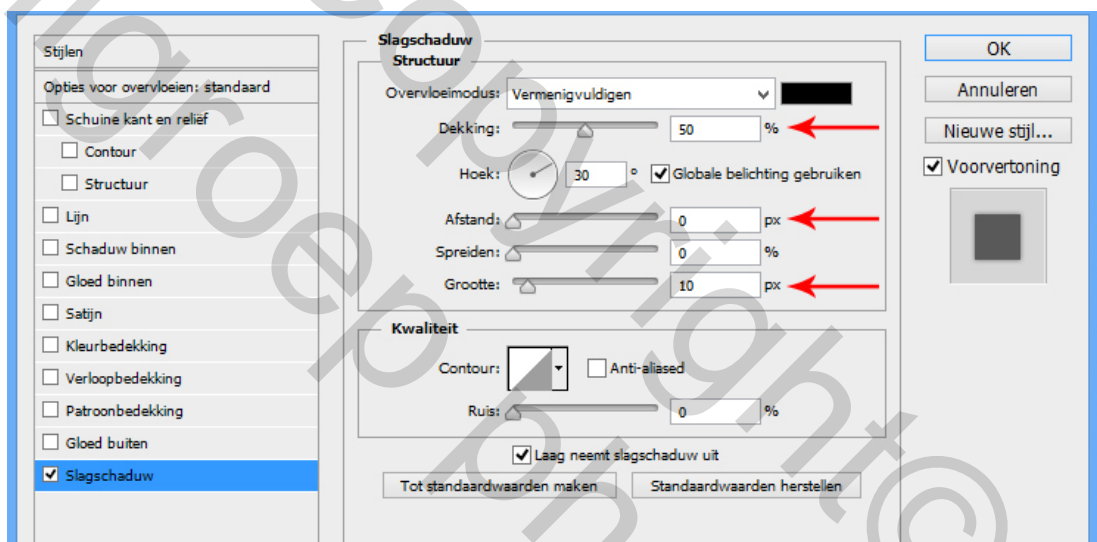 Stijlen
Opties voor overvloeien: standaard
Schuine kant en reliëf
Contour
Structuur
Lijn
Schaduw binnen
Gloed binnen
Satijn
Kleurbedekking
Verloopbedekking
Patroonbedekking
Gloed buiten
Slagschaduw
Slagschaduw
Structuur
Overvloeimodus: Vermenigvuldigen
Dekking: 50 %
Hoek: 30 ° Globale belichting gebruiken
Afstand: 0 px
Spreiden: 0 %
Grootte: 10 px
Kwaliteit
Contour: Anti-aliased
Ruis: 0 %
Laag neemt slagschaduw uit
Tot standaardwaarden maken Standaardwaarden herstellen
OK
Annuleren
Nieuwe stijl...
Voorvertoning
copyright©